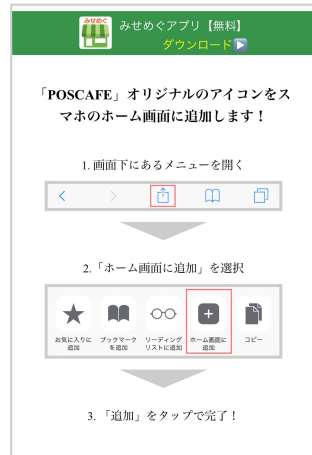 みせめぐ
みせめぐアプリ【無料】
ダウンロード
「POSCAFE」オリジナルのアイコンをス
マホのホーム画面に追加します！
1. 画面下にあるメニューを開く
2.「ホーム画面に追加」を選択
お気に入りに
追加
ブックマーク
を追加
リーディング
リストに追加
ホーム画面に
追加
コピー
3. 「追加」をタップで完了！